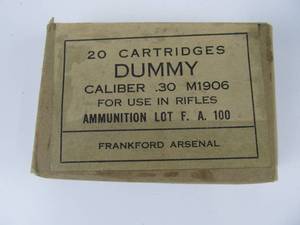 20 CARTRIDGES
DUMMY
CALIBER .30 M1906
FOR USE IN RIFLES
AMMUNITION LOT F. A. 100
FRANKFORD ARSENAL